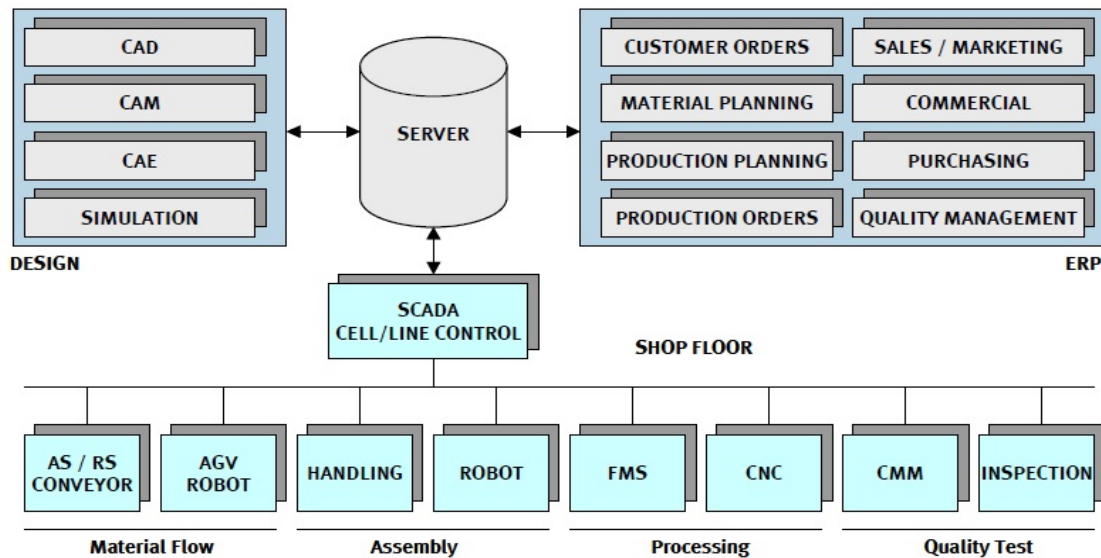 CAD
CAM
CAE
SIMULATION
DESIGN
SERVER
CUSTOMER ORDERS
SALES / MARKETING
MATERIAL PLANNING
COMMERCIAL
PRODUCTION PLANNING
PURCHASING
PRODUCTION ORDERS
QUALITY MANAGEMENT
ERP
SCADA
CELL/LINE CONTROL
SHOP FLOOR
AS / RS
CONVEYOR
AGV
ROBOT
HANDLING
ROBOT
FMS
CNC
CMM
INSPECTION
Material Flow
Assembly
Processing
Quality Test